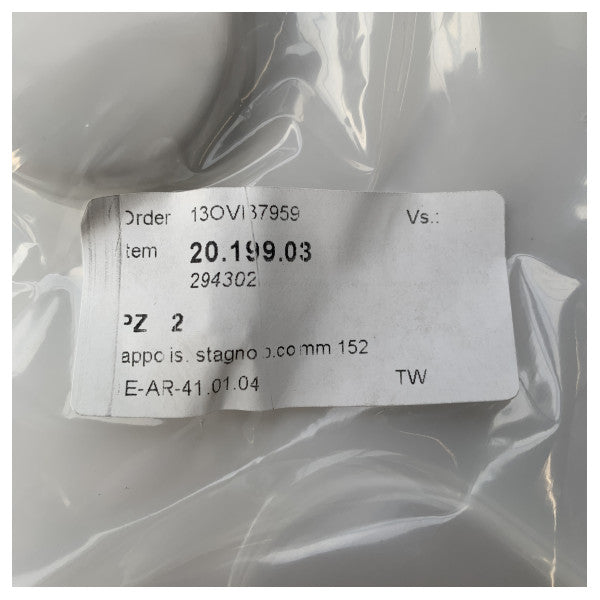 Order 13OVI37959 Vs.:
Item 20.199.03
294302
PZ 2
appo is. stagno p.comm 152
E-AR-41.01.04 TW